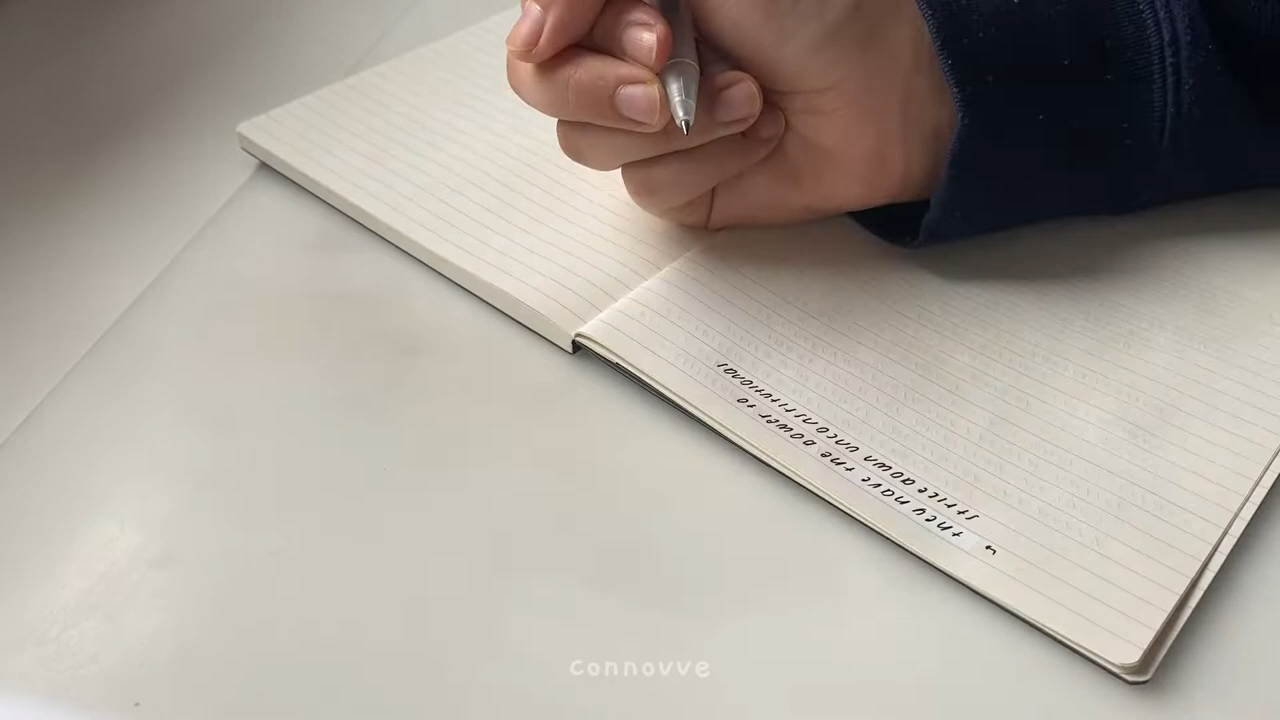 ↳ they have the power to
strike down unconstitutional
connovve